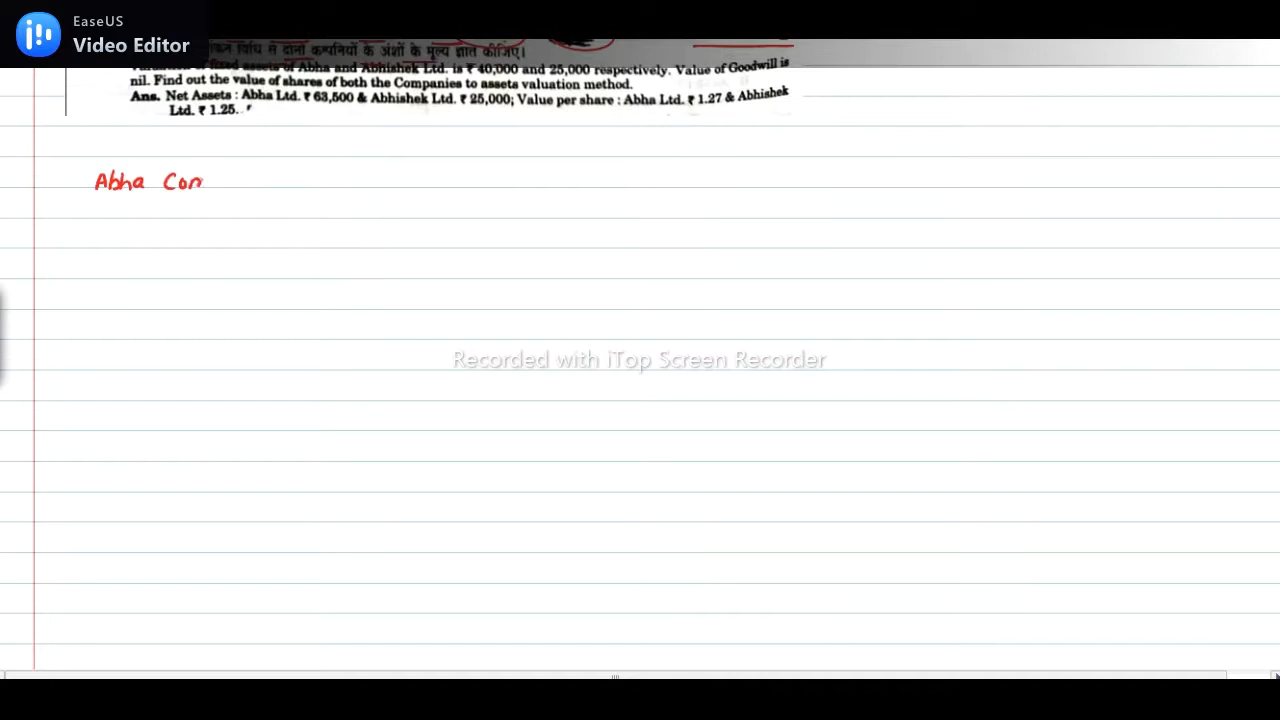 EaseUS
Video Editor
विधि से दोनों कम्पनियों के अंशों के मूल्य ज्ञात कीजिए।
Valuation of fixed assets of Abha and Abhishek Ltd. is ₹ 40,000 and 25,000 respectively. Value of Goodwill is
nil. Find out the value of shares of both the Companies to assets valuation method.
Ans. Net Assets : Abha Ltd. ₹ 63,500 & Abhishek Ltd. ₹ 25,000; Value per share : Abha Ltd. ₹ 1.27 & Abhishek
Ltd. ₹ 1.25.
Abha Con
Recorded with iTop Screen Recorder